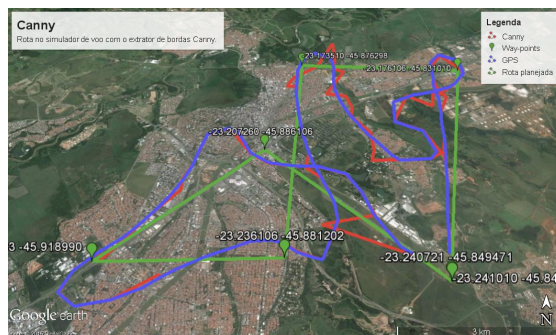 Canny
Rota no simulador de voo com o extrator de bordas Canny.
Legenda
Canny
Way-points
GPS
Rota planejada
-23.173510 -45.876298
-23.176106 -45.831010
-23.207260 -45.886106
3 -45.918990
-23.236106 -45.881202
-23.240721 -45.849471
-23.241010 -45.84
Google earth
3 km
N